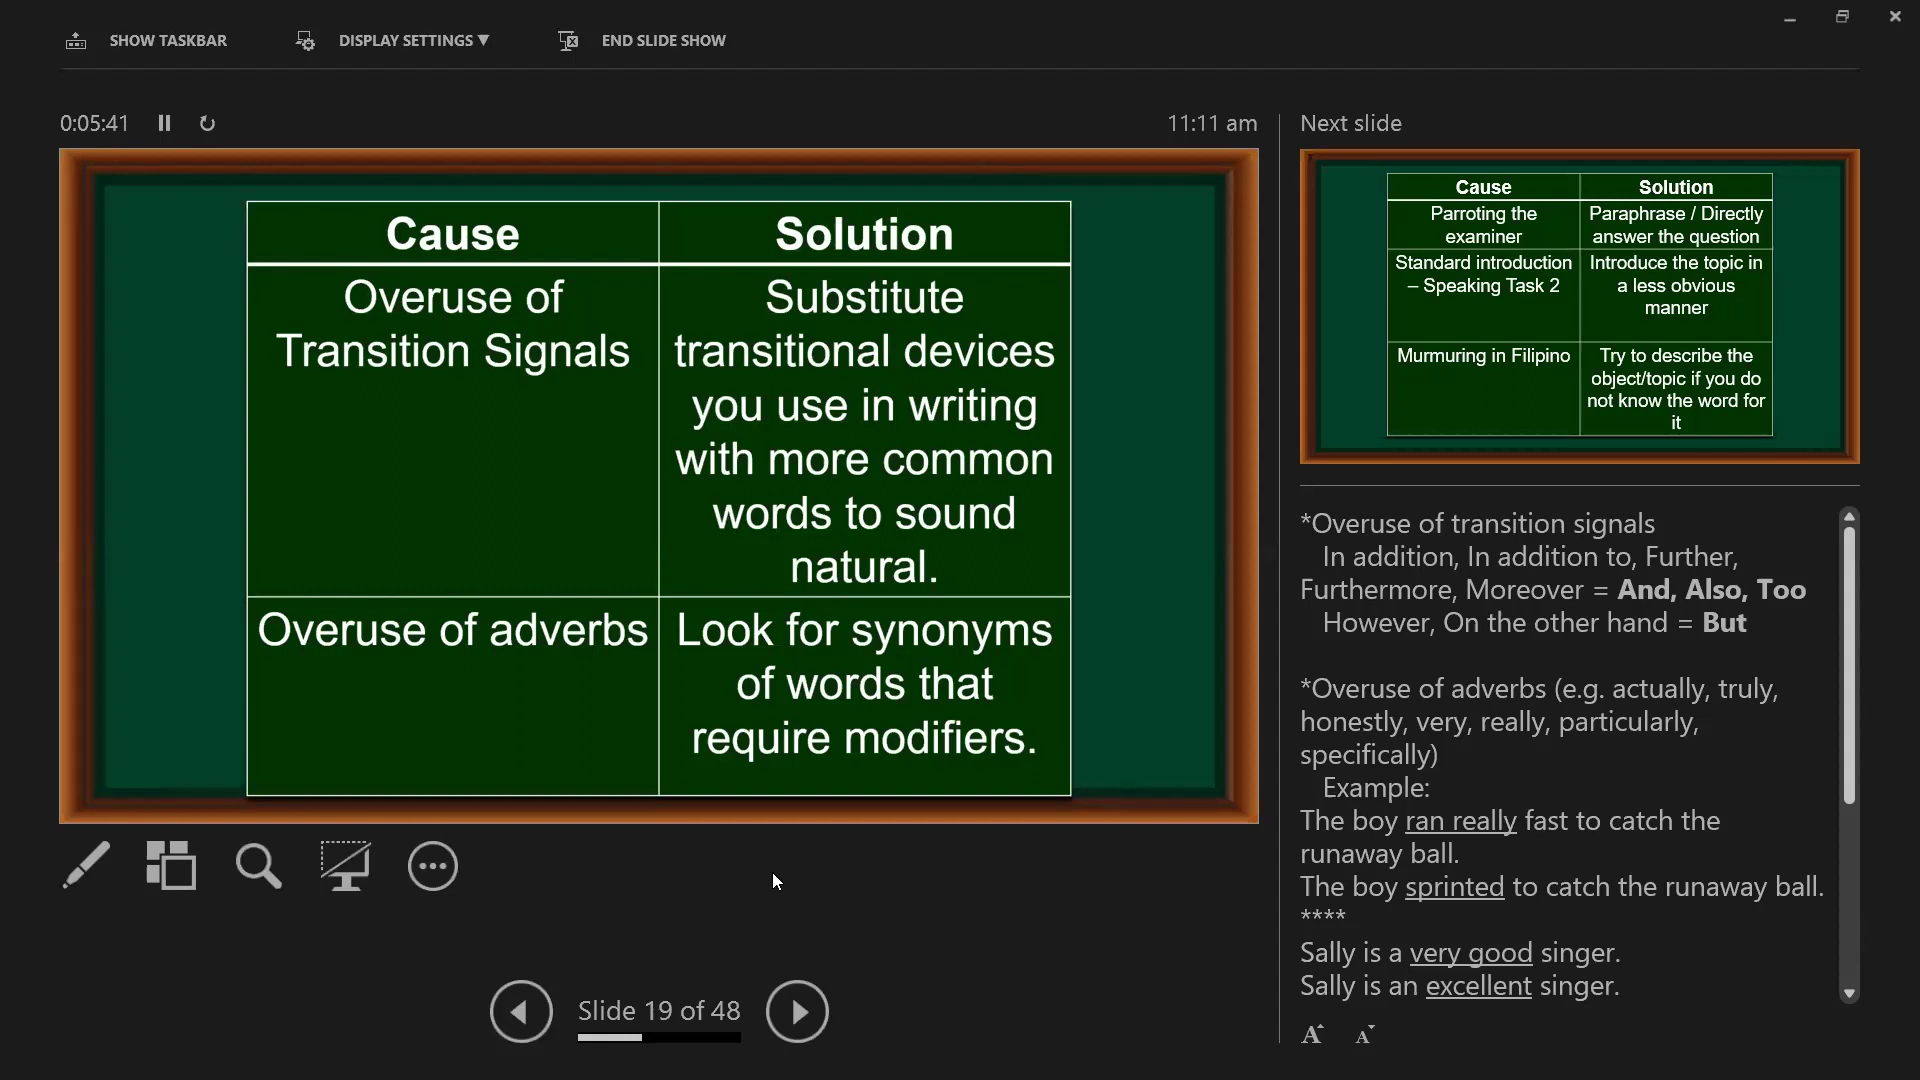 SHOW TASKBAR
DISPLAY SETTINGS ▼
END SLIDE SHOW
0:05:41
11:11 am
Cause
Solution
Overuse of
Transition Signals
Substitute
transitional devices
you use in writing
with more common
words to sound
natural.
Overuse of adverbs
Look for synonyms
of words that
require modifiers.
Slide 19 of 48
Next slide
Cause
Solution
Parroting the
examiner
Paraphrase / Directly
answer the question
Standard introduction
– Speaking Task 2
Introduce the topic in
a less obvious
manner
Murmuring in Filipino
Try to describe the
object/topic if you do
not know the word for
it
*Overuse of transition signals
In addition, In addition to, Further,
Furthermore, Moreover = And, Also, Too
However, On the other hand = But
*Overuse of adverbs (e.g. actually, truly,
honestly, very, really, particularly,
specifically)
Example:
The boy ran really fast to catch the
runaway ball.
The boy sprinted to catch the runaway ball.
****
Sally is a very good singer.
Sally is an excellent singer.
A A